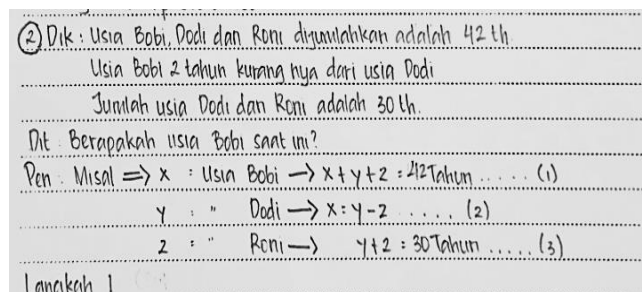 ② Dik : Usia Bobi, Dodi dan Roni dijumlahkan adalah 42 th.
Usia Bobi 2 tahun kurang nya dari usia Dodi
Jumlah usia Dodi dan Roni adalah 30 th.
Dit : Berapakah usia Bobi saat ini?
Pen : Misal => x : Usia Bobi -> x + y + z = 42 Tahun ..... (1)
y : " Dodi -> x = y - 2 ..... (2)
z : " Roni -> y + z = 30 Tahun ..... (3)
Langkah 1